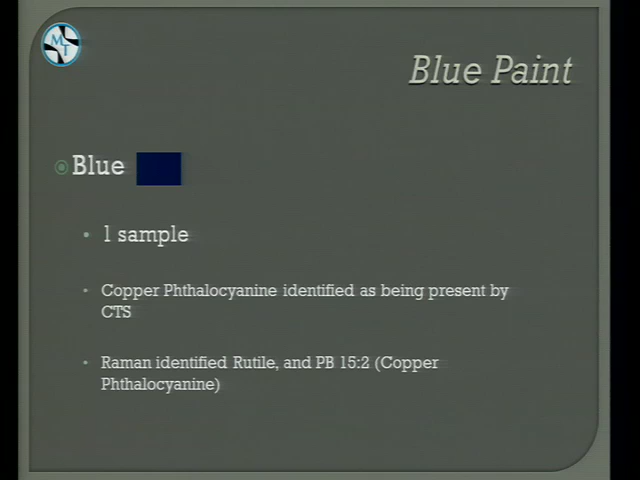 MT
Blue Paint
Blue
1 sample
Copper Phthalocyanine identified as being present by
CTS
Raman identified Rutile, and PB 15:2 (Copper
Phthalocyanine)